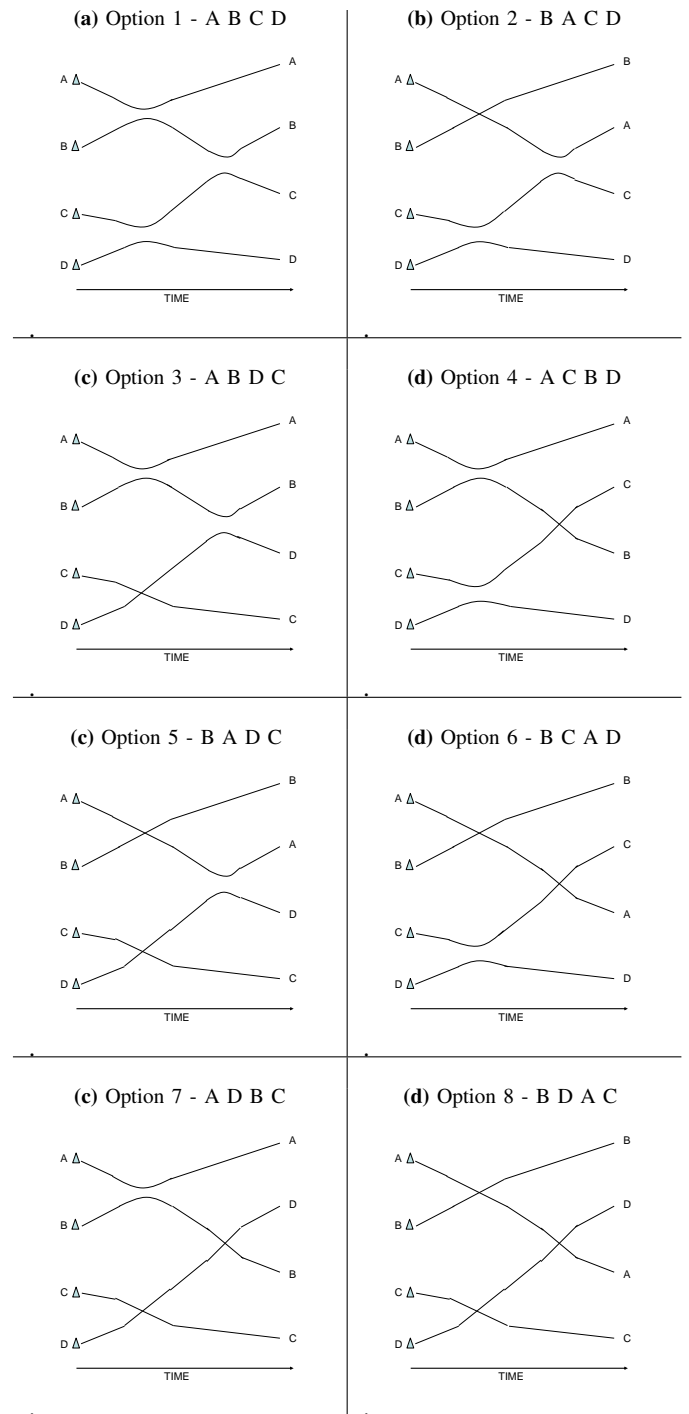 (a) Option 1 - A B C D
A
A
B
B
C
C
D
D
TIME
(b) Option 2 - B A C D
B
A
A
B
C
C
D
D
TIME
(c) Option 3 - A B D C
A
A
B
B
D
C
C
D
TIME
(d) Option 4 - A C B D
A
A
C
B
B
C
D
D
TIME
(c) Option 5 - B A D C
B
A
A
B
D
C
C
D
TIME
(d) Option 6 - B C A D
B
A
C
B
A
C
D
D
TIME
(c) Option 7 - A D B C
A
A
D
B
B
C
C
D
TIME
(d) Option 8 - B D A C
B
A
D
B
A
C
C
D
TIME